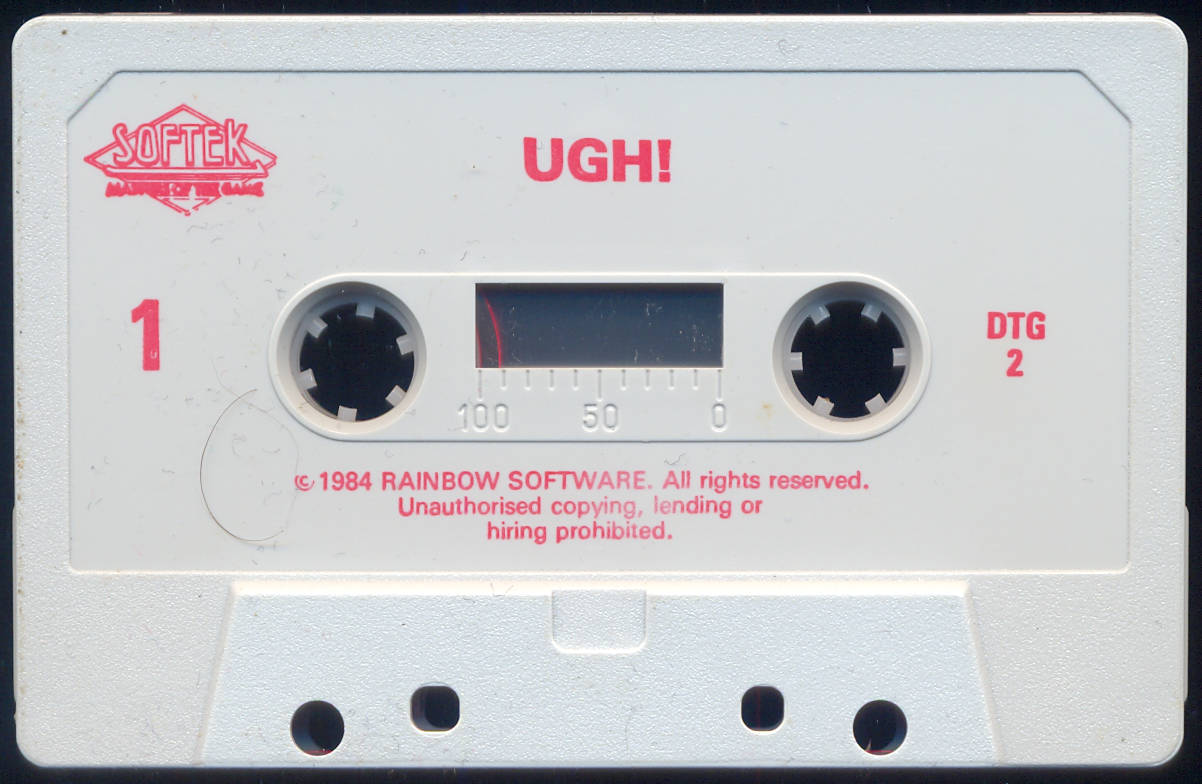 SOFTEK
MASTERS OF THE GAME
UGH!
1
DTG
2
100 50 0
© 1984 RAINBOW SOFTWARE. All rights reserved.
Unauthorised copying, lending or
hiring prohibited.